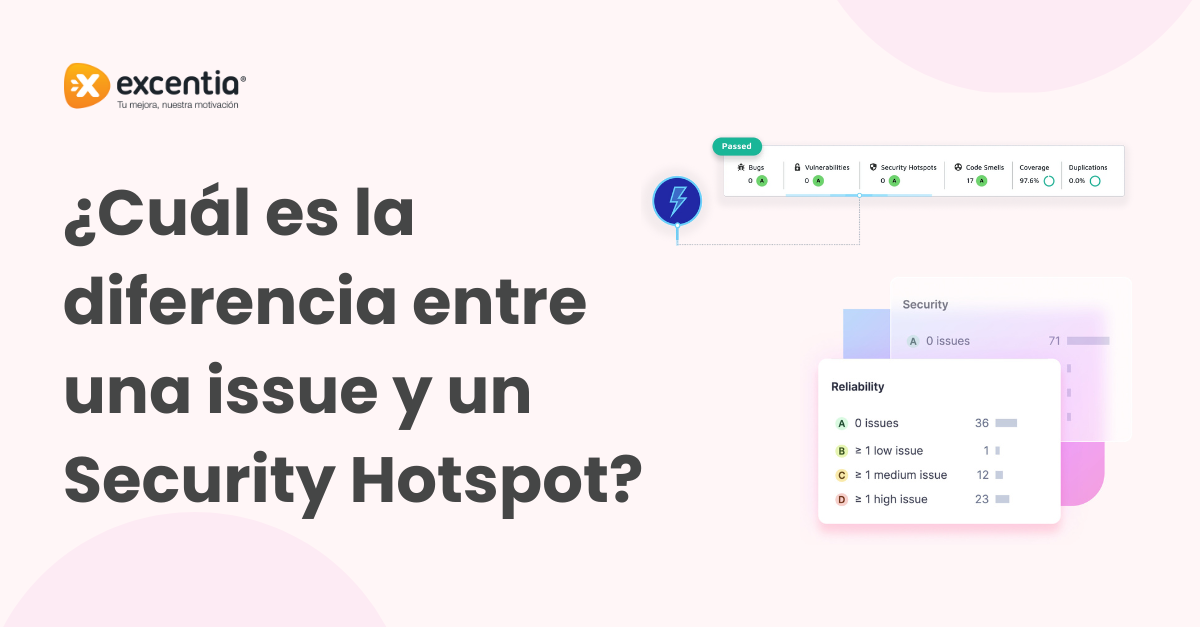 excentia®
Tu mejora, nuestra motivación
¿Cuál es la
diferencia entre
una issue y un
Security Hotspot?
Passed
Bugs Vulnerabilities Security Hotspots Code Smells Coverage Duplications
0 A 0 A 0 A 17 A 97.6% 0.0%
Security
A 0 issues 71
Reliability
A 0 issues 36
B ≥ 1 low issue 1
C ≥ 1 medium issue 12
D ≥ 1 high issue 23